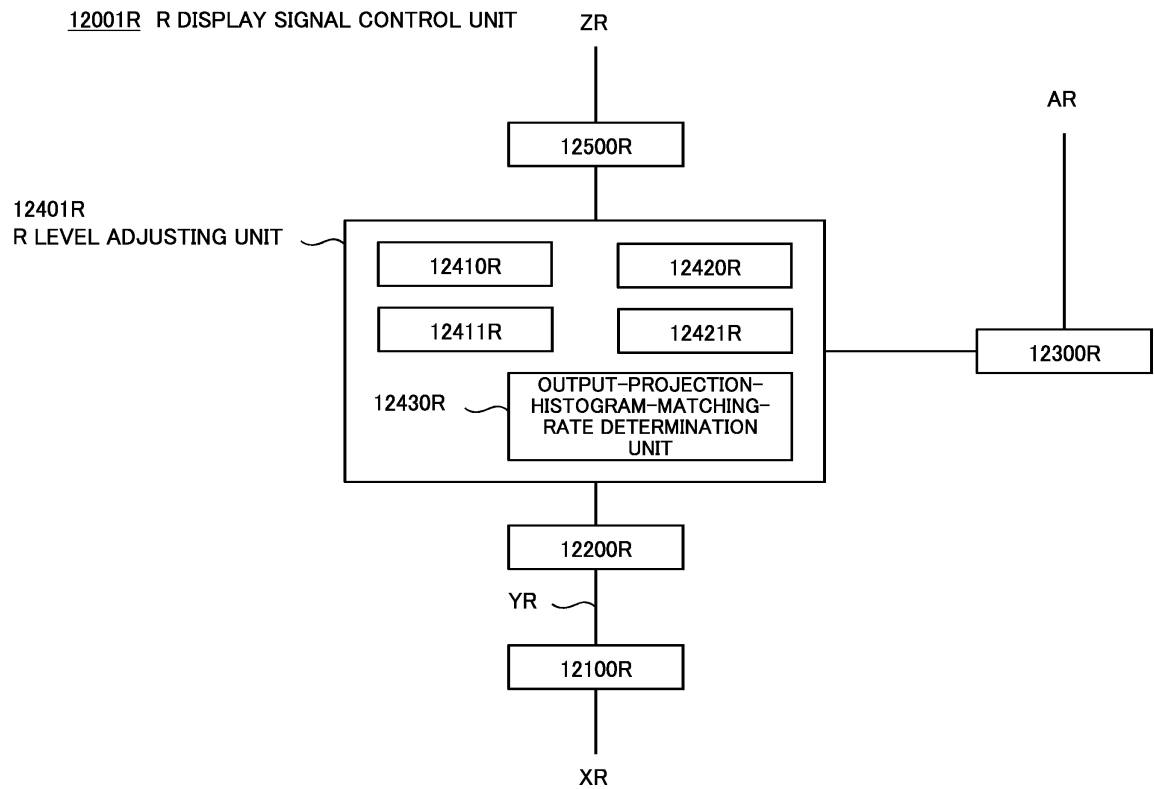 12001R R DISPLAY SIGNAL CONTROL UNIT
ZR
AR
12500R
12401R
R LEVEL ADJUSTING UNIT
12410R
12420R
12411R
12421R
12300R
12430R
OUTPUT-PROJECTION-
HISTOGRAM-MATCHING-
RATE DETERMINATION
UNIT
12200R
YR
12100R
XR